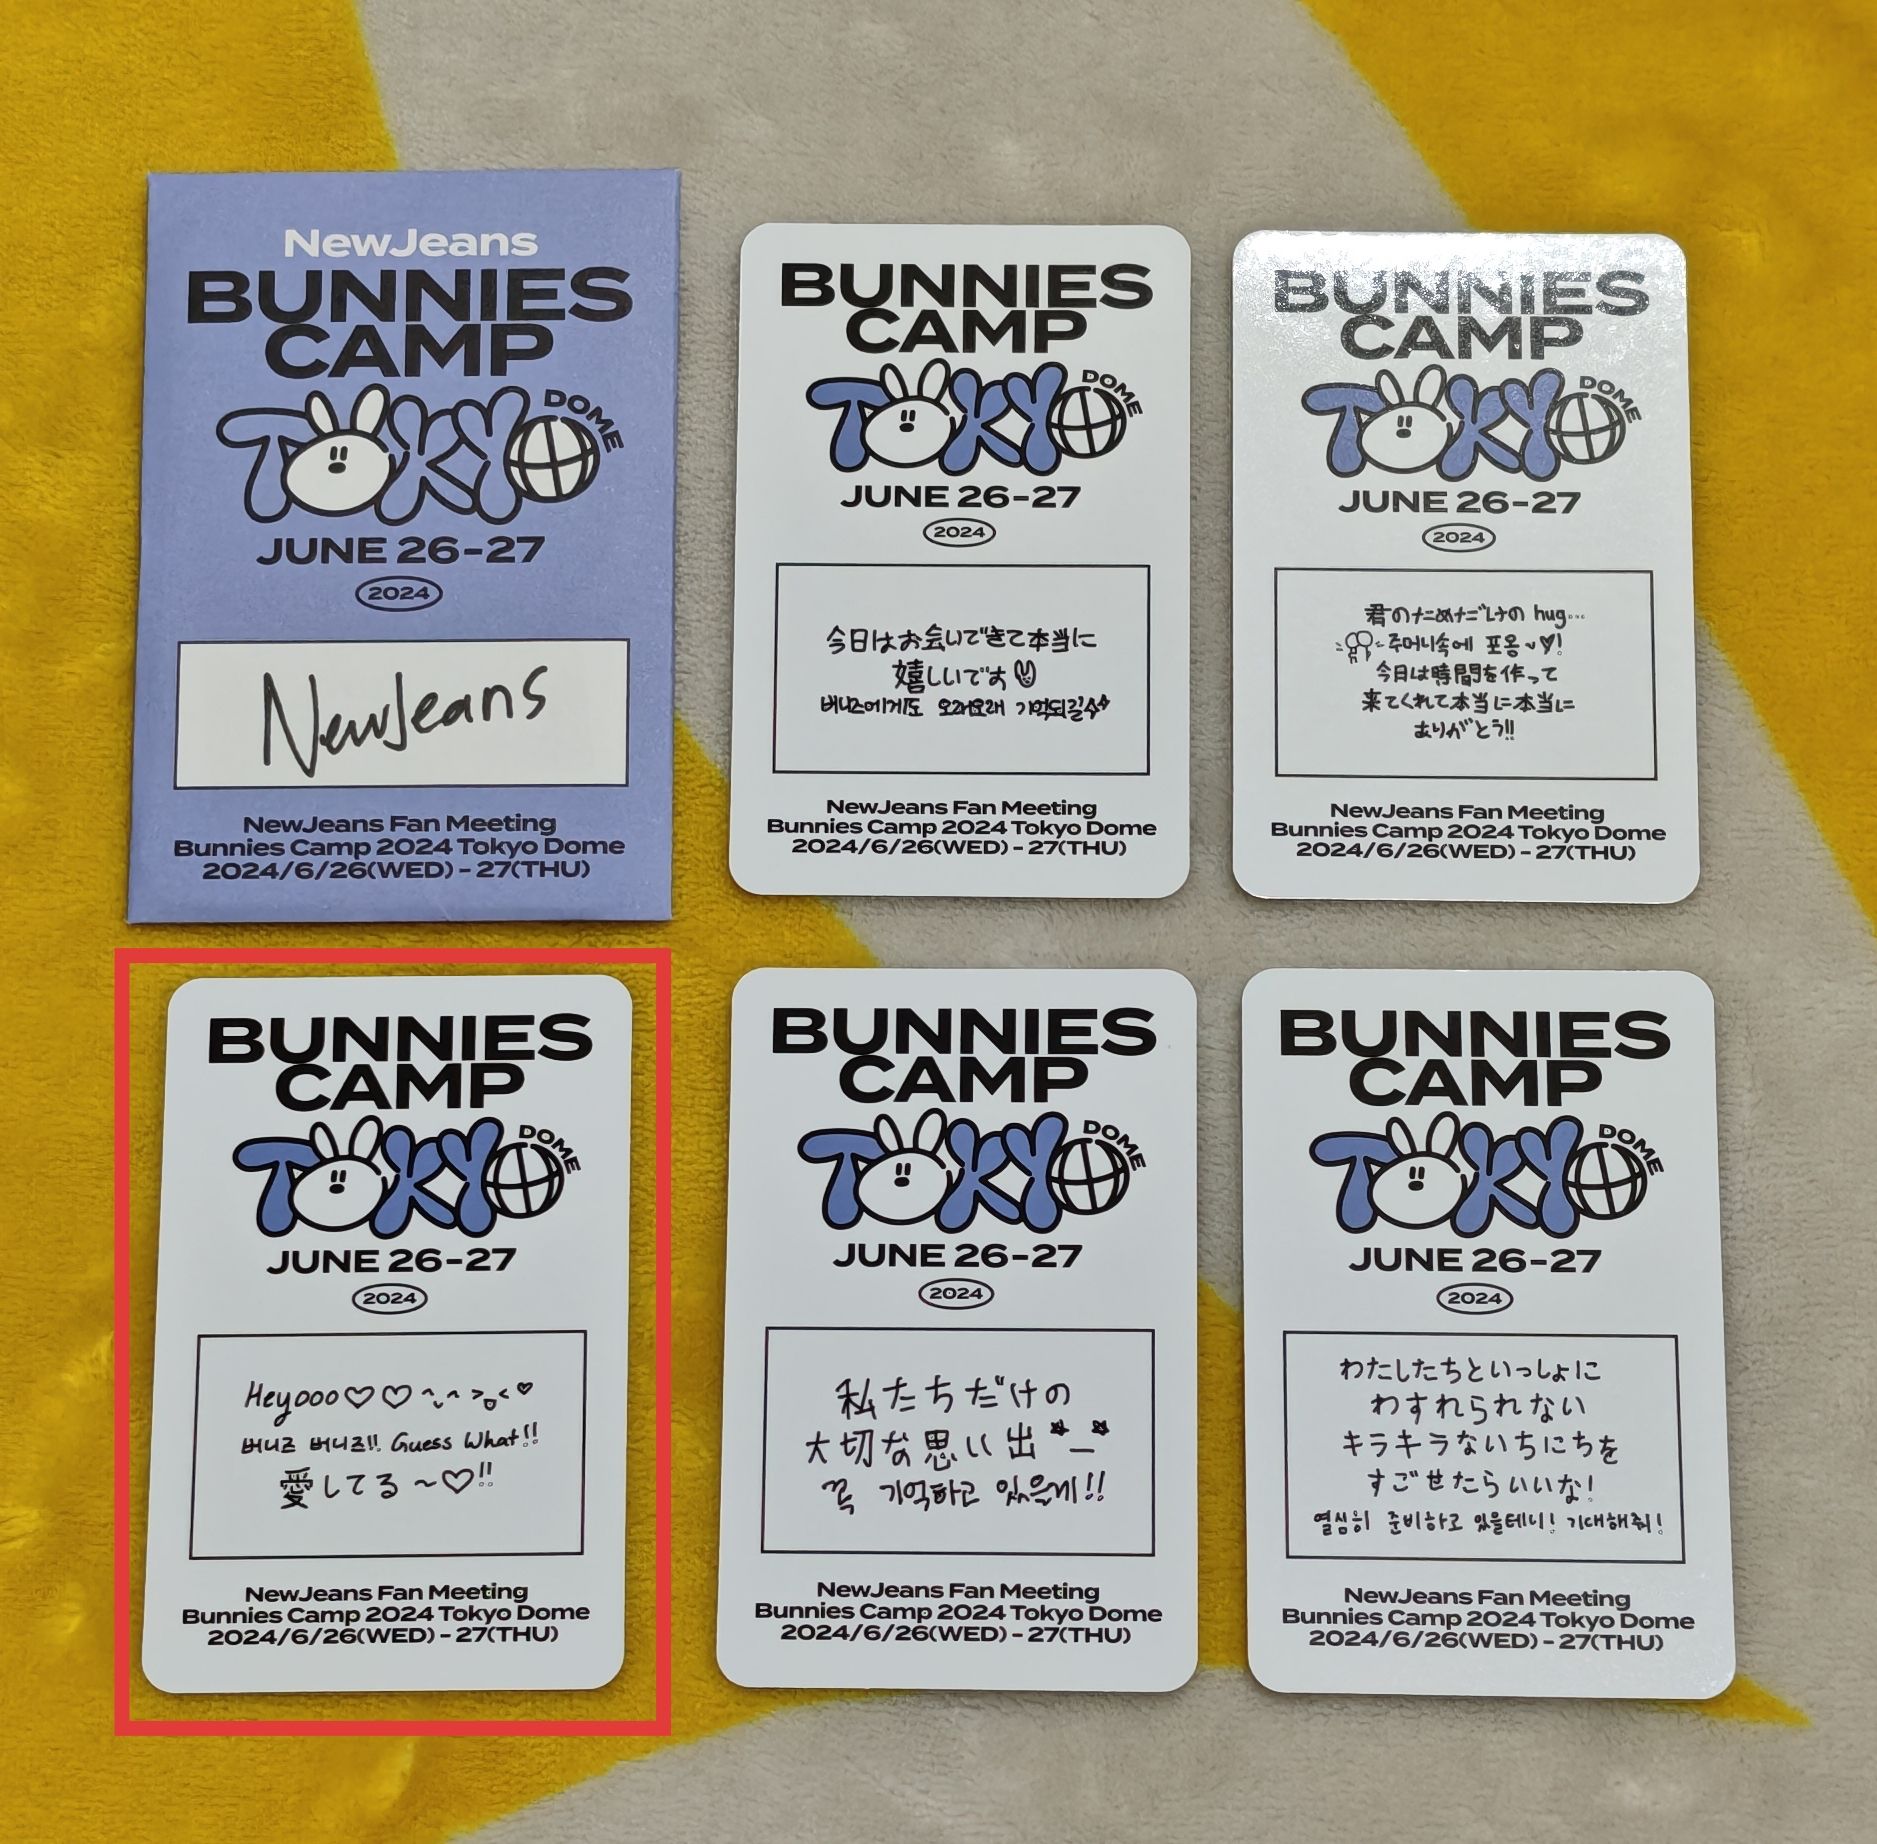 NewJeans
BUNNIES
CAMP
TOKYO
DOME
JUNE 26-27
2024
NewJeans
NewJeans Fan Meeting
Bunnies Camp 2024 Tokyo Dome
2024/6/26(WED) - 27(THU)
BUNNIES
CAMP
TOKYO
DOME
JUNE 26-27
2024
今日はお会いできて本当に
嬉しいです
버니즈에게도 오래오래 기억되길
NewJeans Fan Meeting
Bunnies Camp 2024 Tokyo Dome
2024/6/26(WED) - 27(THU)
BUNNIES
CAMP
TOKYO
DOME
JUNE 26-27
2024
君のためだけの hug...
주머니속에 포옹~♡!
今日は時間を作って
来てくれて本当に本当に
ありがとう!!
NewJeans Fan Meeting
Bunnies Camp 2024 Tokyo Dome
2024/6/26(WED) - 27(THU)
BUNNIES
CAMP
TOKYO
DOME
JUNE 26-27
2024
Heyooo♡♡ ^_^ >o<♡
버니즈 버니즈!! Guess What!!
愛してる~♡!!
NewJeans Fan Meeting
Bunnies Camp 2024 Tokyo Dome
2024/6/26(WED) - 27(THU)
BUNNIES
CAMP
TOKYO
DOME
JUNE 26-27
2024
私たちだけの
大切な思い出 *_*
꼭 기억하고 있을게!!
NewJeans Fan Meeting
Bunnies Camp 2024 Tokyo Dome
2024/6/26(WED) - 27(THU)
BUNNIES
CAMP
TOKYO
DOME
JUNE 26-27
2024
わたしたちといっしょに
わすれられない
キラキラないちにちを
すごせたらいいな!
열심히 준비하고 있을테니! 기대해줘!
NewJeans Fan Meeting
Bunnies Camp 2024 Tokyo Dome
2024/6/26(WED) - 27(THU)